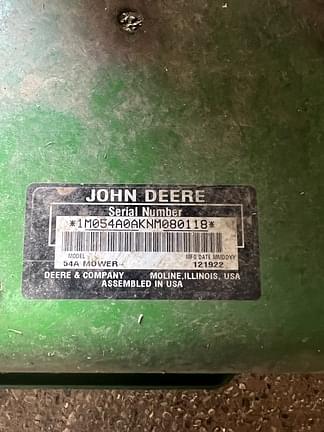 JOHN DEERE
Serial Number
*1M054A0AKNM080118*
MODEL MFG DATE MMDDYY
54A MOWER 121922
DEERE & COMPANY MOLINE, ILLINOIS, USA
ASSEMBLED IN USA